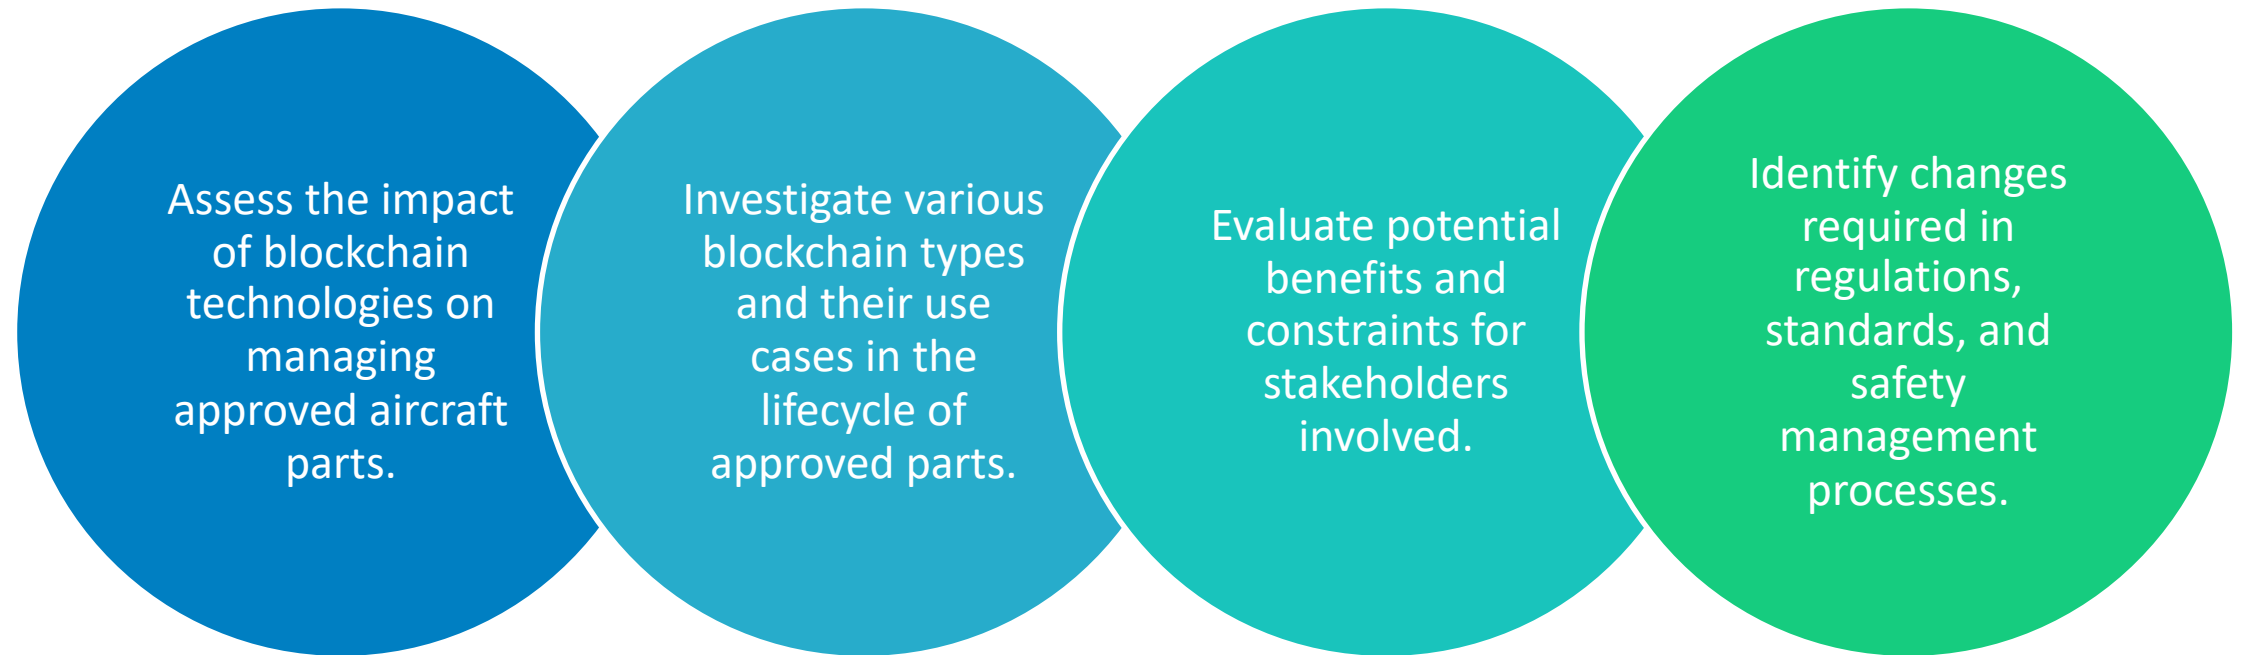 Assess the impact
of blockchain
technologies on
managing
approved aircraft
parts.
Investigate various
blockchain types
and their use
cases in the
lifecycle of
approved parts.
Evaluate potential
benefits and
constraints for
stakeholders
involved.
Identify changes
required in
regulations,
standards, and
safety
management
processes.